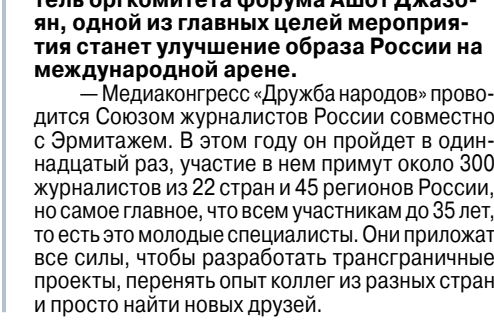 тель оргкомитета форума Ашот Джазо-
ян, одной из главных целей мероприя-
тия станет улучшение образа России на
международной арене.
— Медиаконгресс «Дружба народов» прово-
дится Союзом журналистов России совместно
с Эрмитажем. В этом году он пройдет в один-
надцатый раз, участие в нем примут около 300
журналистов из 22 стран и 45 регионов России,
но самое главное, что всем участникам до 35 лет,
то есть это молодые специалисты. Они приложат
все силы, чтобы разработать трансграничные
проекты, перенять опыт коллег из разных стран
и просто найти новых друзей.